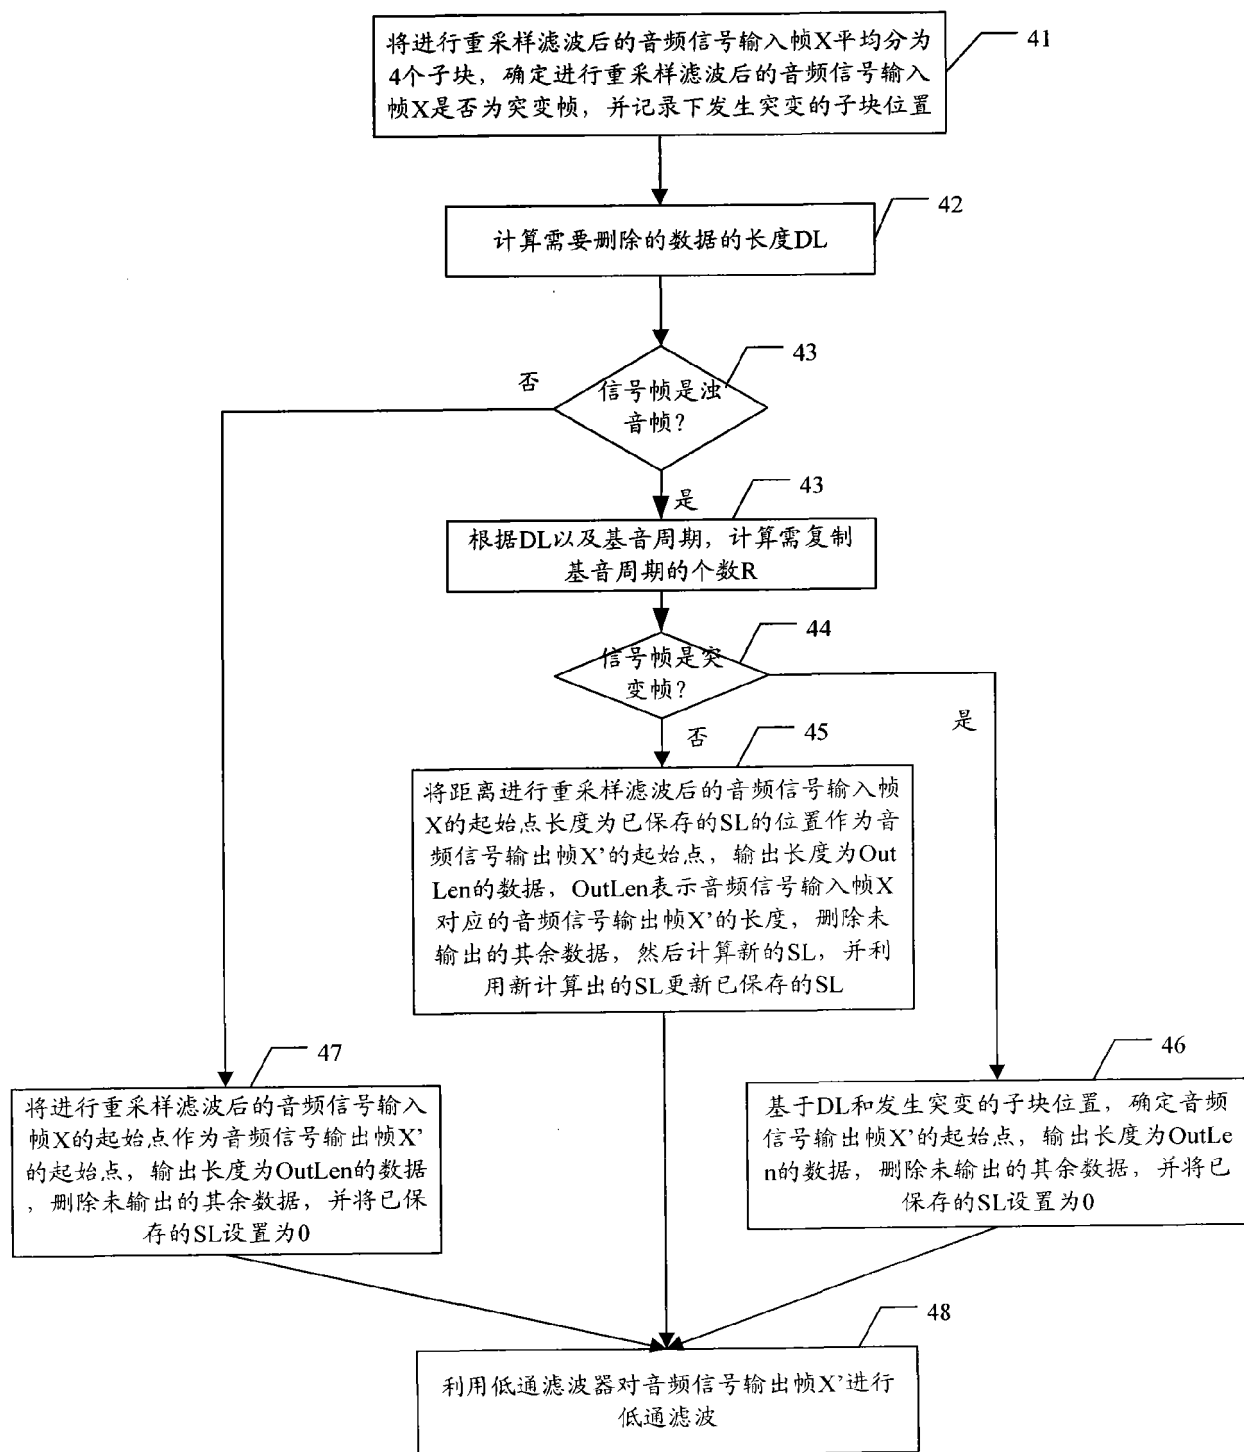 将进行重采样滤波后的音频信号输入帧X平均分为
4个子块，确定进行重采样滤波后的音频信号输入
帧X是否为突变帧，并记录下发生突变的子块位置
41
计算需要删除的数据的长度DL
42
信号帧是浊
音帧？
43
否
是
根据DL以及基音周期，计算需复制
基音周期的个数R
43
信号帧是突
变帧？
44
否
是
将距离进行重采样滤波后的音频信号输入帧
X的起始点长度为已保存的SL的位置作为音
频信号输出帧X’的起始点，输出长度为Out
Len的数据，OutLen表示音频信号输入帧X
对应的音频信号输出帧X’的长度，删除未
输出的其余数据，然后计算新的SL，并利
用新计算出的SL更新已保存的SL
45
将进行重采样滤波后的音频信号输入
帧X的起始点作为音频信号输出帧X’
的起始点，输出长度为OutLen的数据
，删除未输出的其余数据，并将已保
存的SL设置为0
47
基于DL和发生突变的子块位置，确定音频
信号输出帧X’的起始点，输出长度为OutLe
n的数据，删除未输出的其余数据，并将已
保存的SL设置为0
46
利用低通滤波器对音频信号输出帧X’进行
低通滤波
48